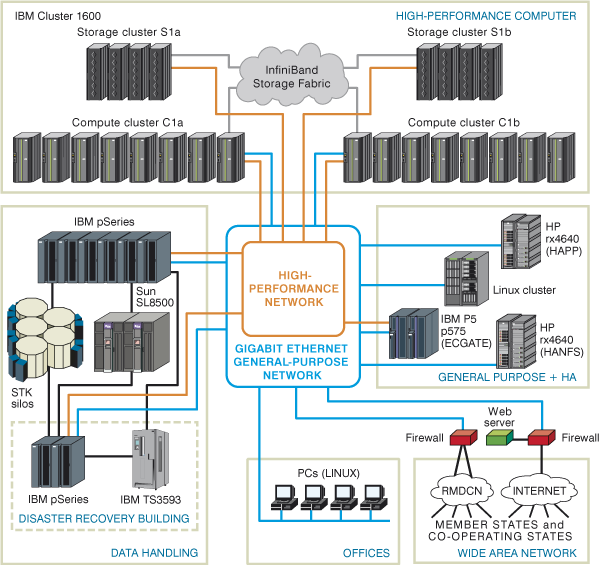 IBM Cluster 1600
HIGH-PERFORMANCE COMPUTER
Storage cluster S1a
Storage cluster S1b
InfiniBand
Storage Fabric
Compute cluster C1a
Compute cluster C1b
IBM pSeries
Sun
SL8500
STK
silos
IBM pSeries
IBM TS3593
DISASTER RECOVERY BUILDING
DATA HANDLING
HIGH-
PERFORMANCE
NETWORK
GIGABIT ETHERNET
GENERAL-PURPOSE
NETWORK
HP
rx4640
(HAPP)
Linux cluster
IBM P5
p575
(ECGATE)
HP
rx4640
(HANFS)
GENERAL PURPOSE + HA
PCs (LINUX)
OFFICES
Firewall
Web
server
Firewall
RMDCN
INTERNET
MEMBER STATES and
CO-OPERATING STATES
WIDE AREA NETWORK